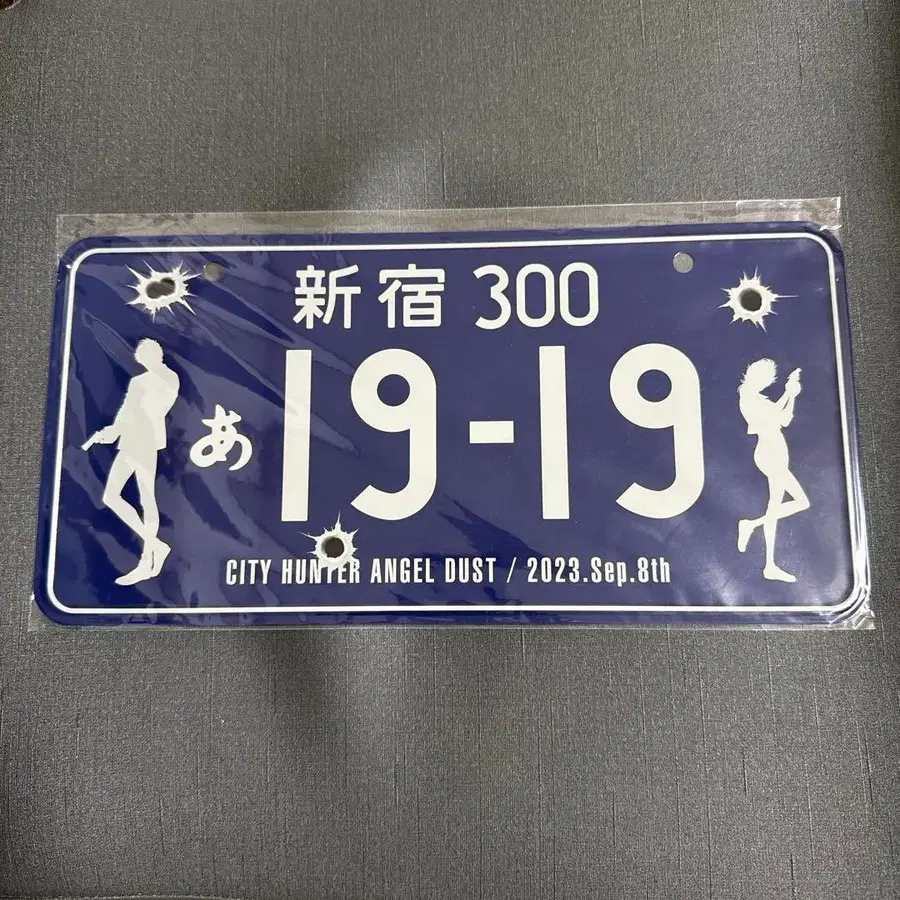 新宿 300
あ 19-19
CITY HUNTER ANGEL DUST / 2023.Sep.8th